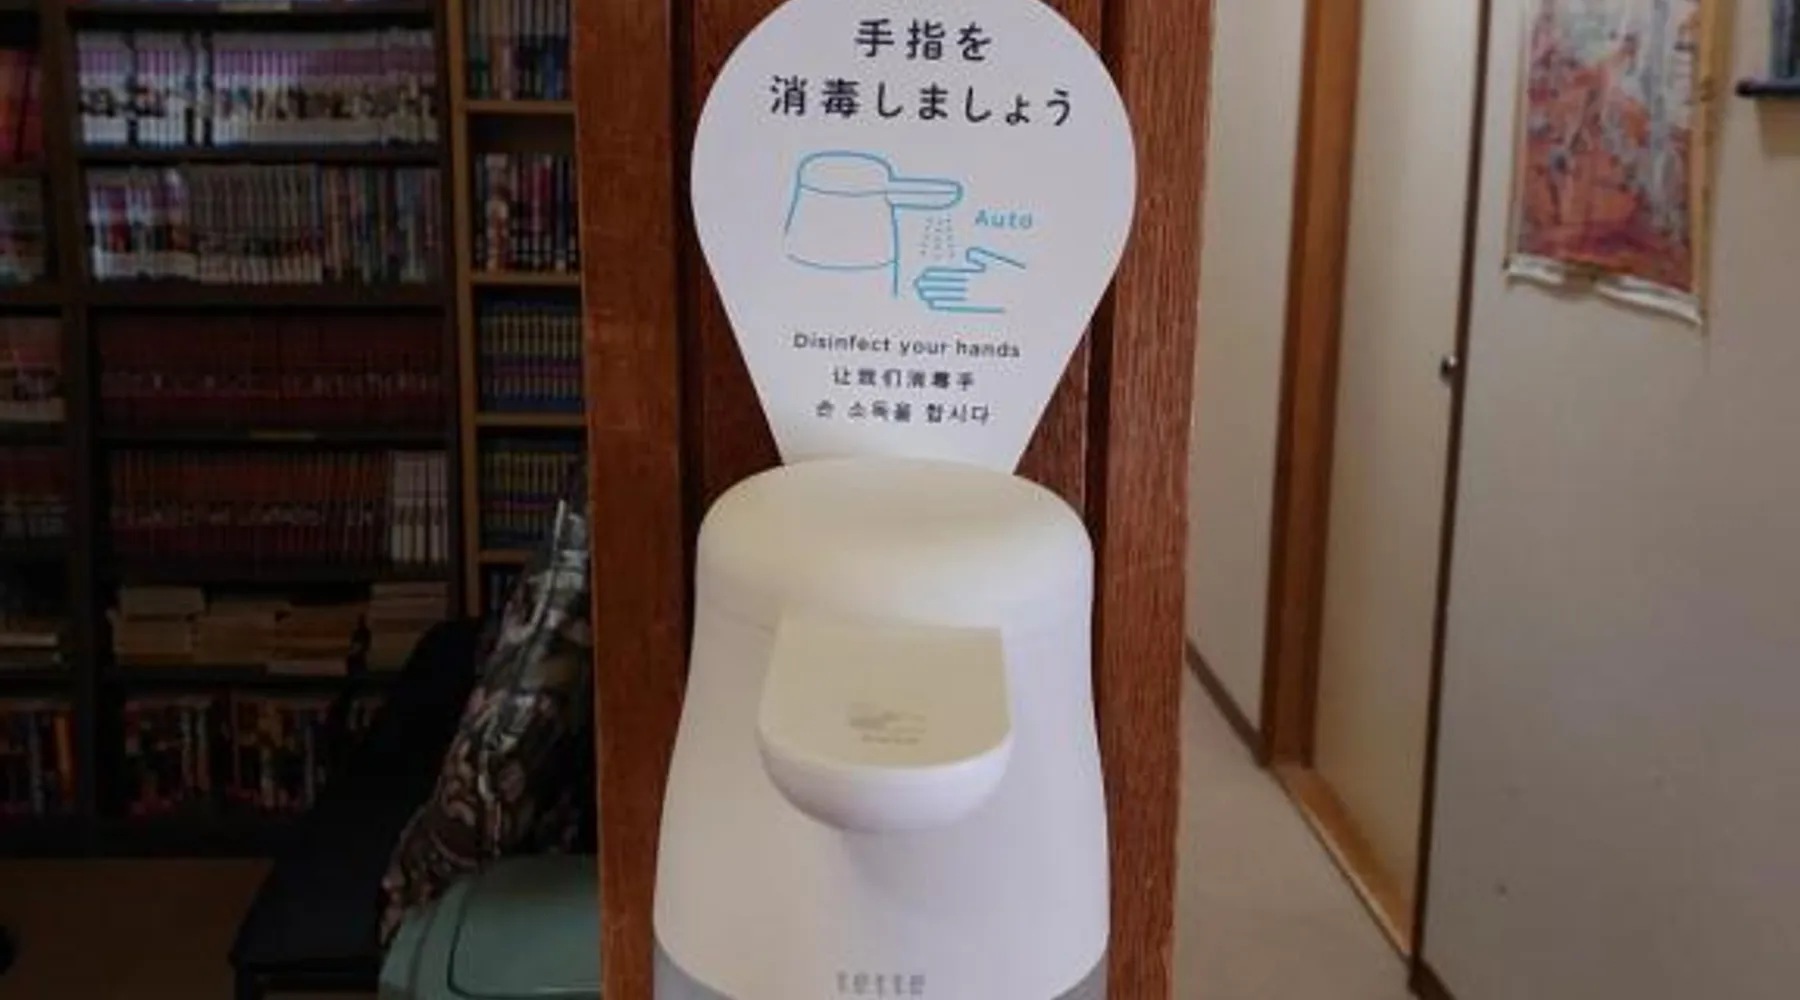 手指を
消毒しましょう
Auto
Disinfect your hands
让我们消毒手
손 소독을 합시다
tette